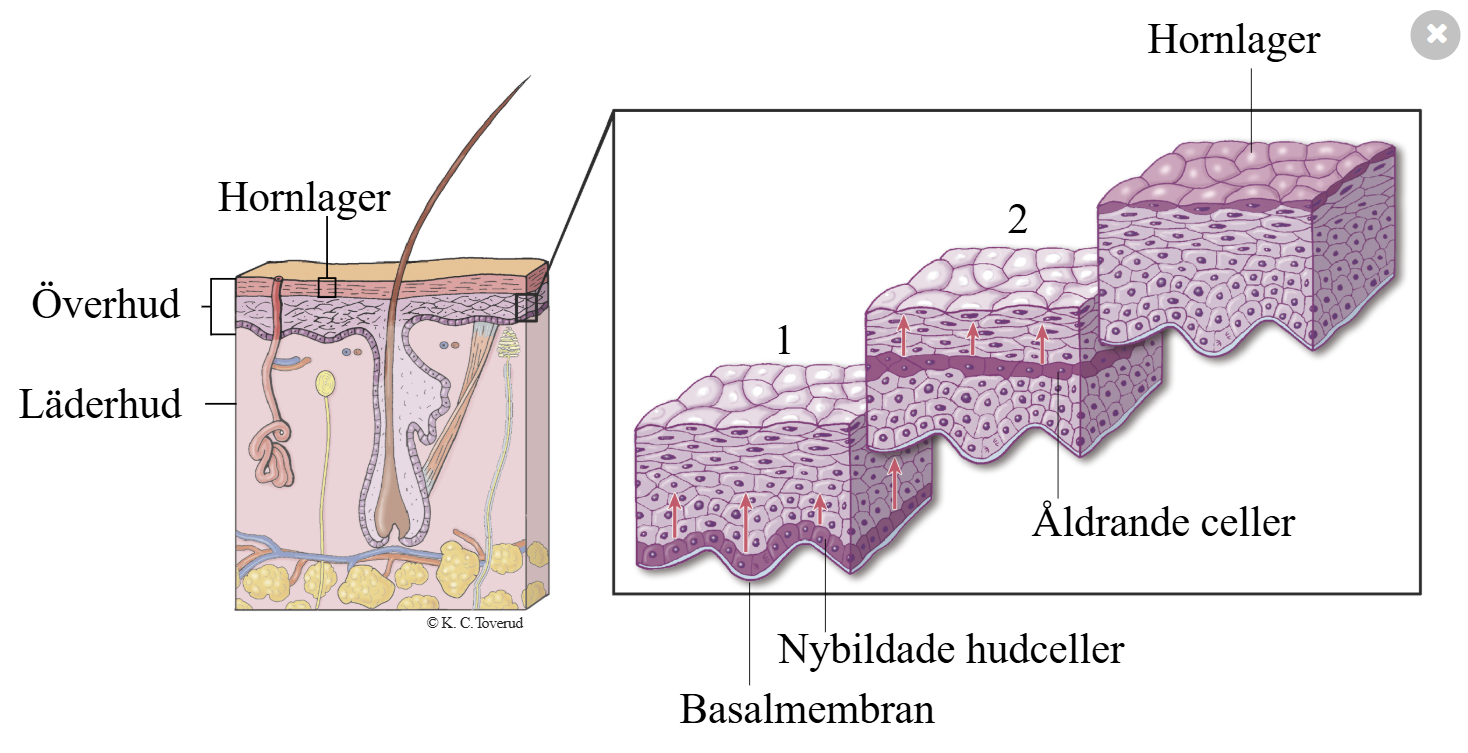 Hornlager
Hornlager
2
Överhud
1
Läderhud
Åldrande celler
© K. C. Toverud
Nybildade hudceller
Basalmembran